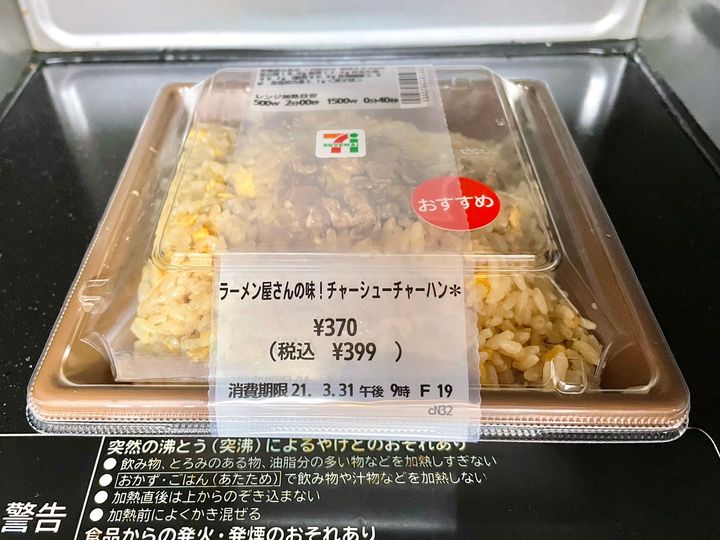 レンジ加熱目安
500W 2分00秒 1500W 0分40秒
おすすめ
ラーメン屋さんの味!チャーシューチャーハン*
¥370
(税込 ¥399 )
消費期限 21. 3.31 午後 9時 F 19
cN32
突然の沸とう(突沸)によるやけどのおそれあり
●飲み物、とろみのある物、油脂分の多い物などを加熱しすぎない
●おかず・ごはん(あたため)で飲み物や汁物などを加熱しない
●加熱直後は上からのぞき込まない
警告
●加熱前によくかき混ぜる
食品からの発火・発煙のおそれあり